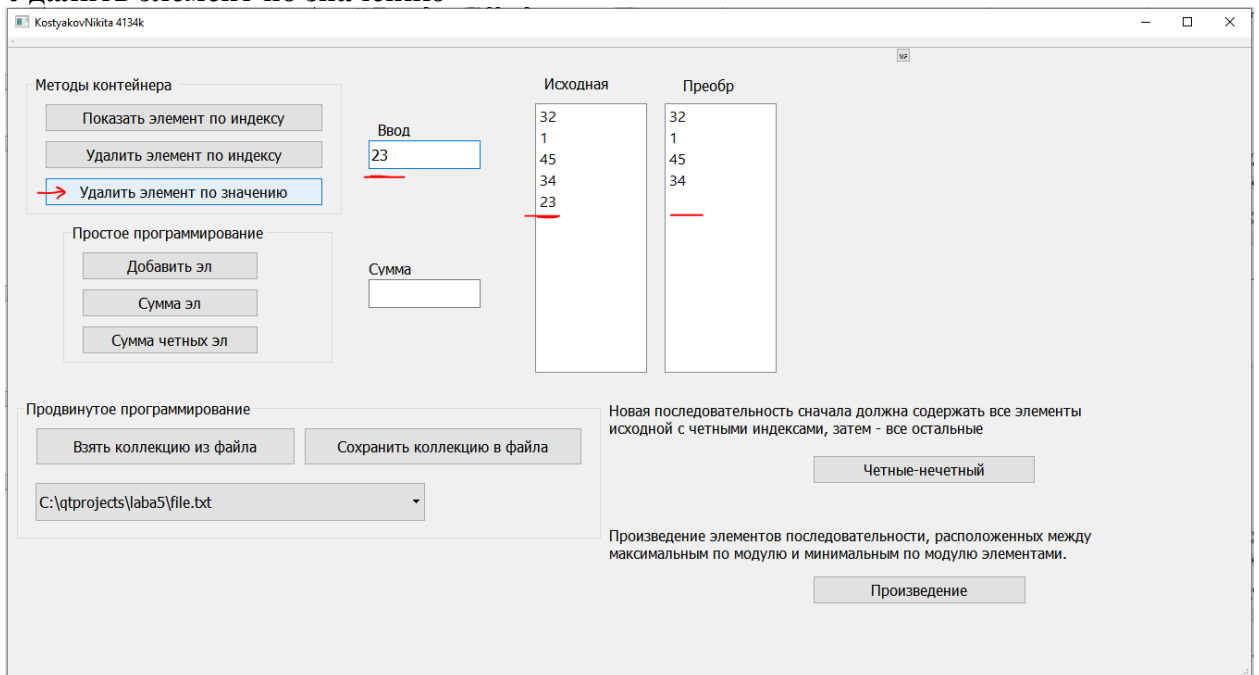 Удалить элемент по значению
KostyakovNikita 4134k
Методы контейнера
Показать элемент по индексу
Удалить элемент по индексу
Удалить элемент по значению
Ввод
23
Исходная
32
1
45
34
23
Преобр
32
1
45
34
Простое программирование
Добавить эл
Сумма эл
Сумма четных эл
Сумма
Продвинутое программирование
Взять коллекцию из файла
Сохранить коллекцию в файла
C:\qtprojects\laba5\file.txt
Новая последовательность сначала должна содержать все элементы
исходной с четными индексами, затем - все остальные
Четные-нечетный
Произведение элементов последовательности, расположенных между
максимальным по модулю и минимальным по модулю элементами.
Произведение